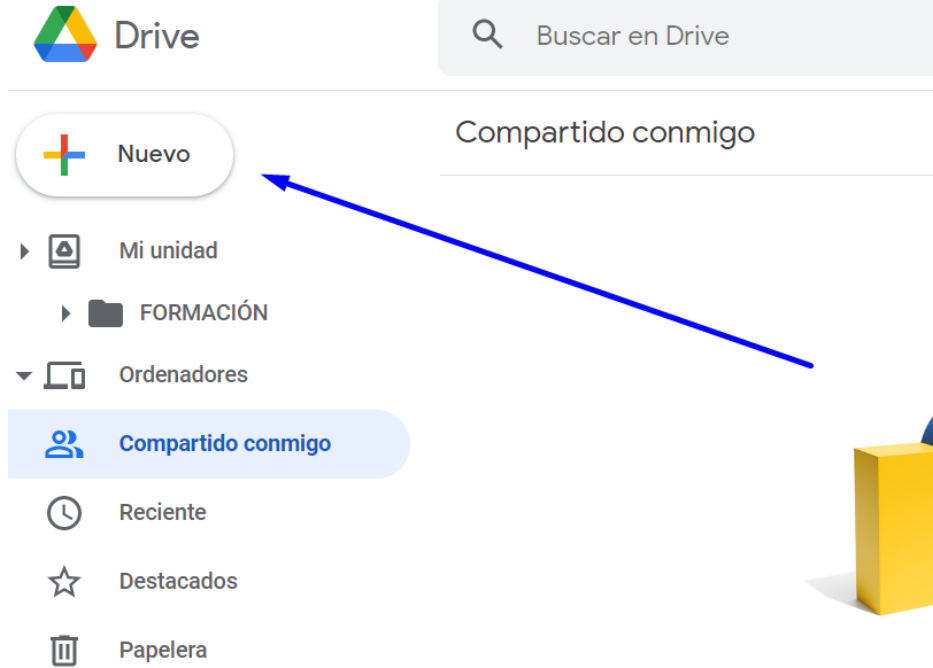 Drive
Buscar en Drive
Nuevo
Compartido conmigo
Mi unidad
FORMACIÓN
Ordenadores
Compartido conmigo
Reciente
Destacados
Papelera